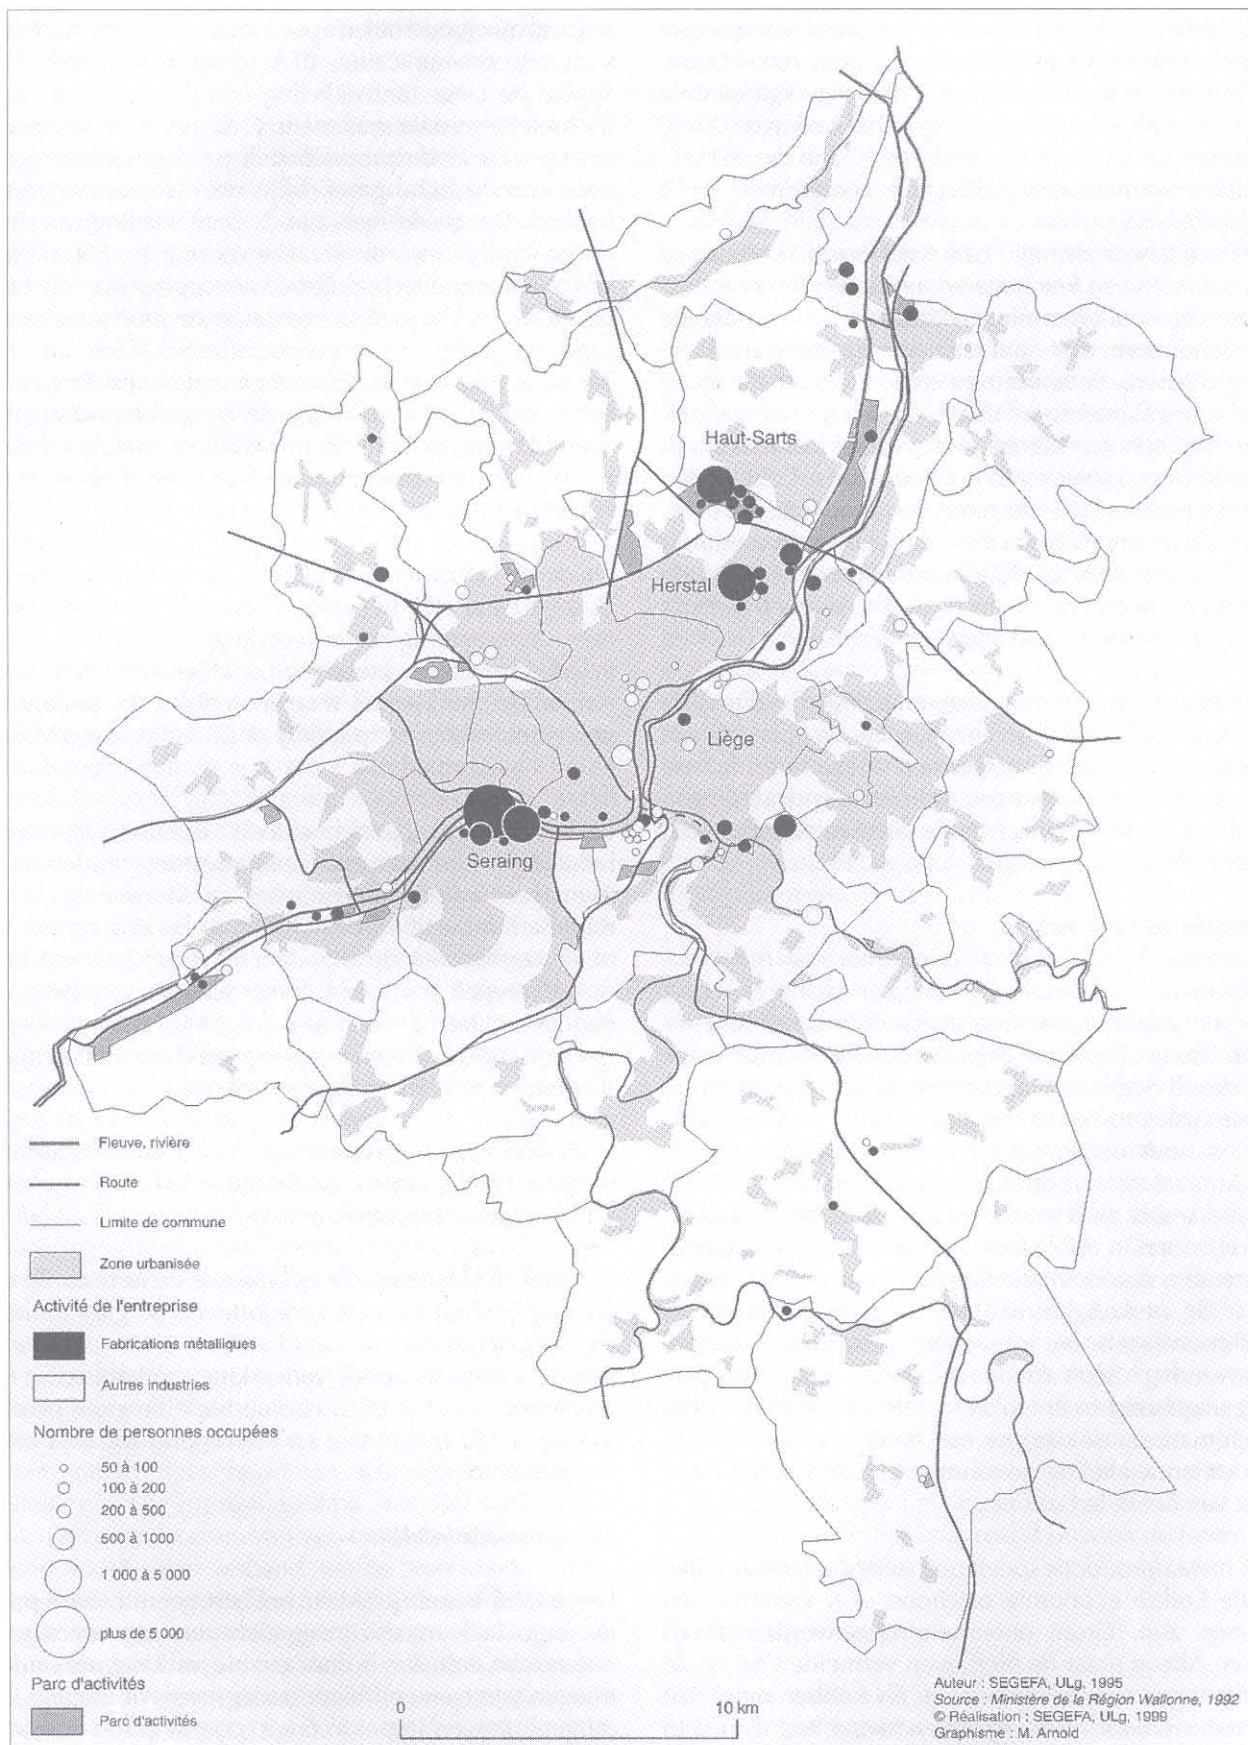 Haut-Sarts
Herstal
Liège
Seraing
Fleuve, rivière
Route
Limite de commune
Zone urbanisée
Activité de l'entreprise
Fabrications métalliques
Autres industries
Nombre de personnes occupées
50 à 100
100 à 200
200 à 500
500 à 1000
1 000 à 5 000
plus de 5 000
Parc d'activités
Parc d'activités
0 10 km
Auteur : SEGEFA, ULg, 1995
Source : Ministère de la Région Wallonne, 1992
© Réalisation : SEGEFA, ULg, 1999
Graphisme : M. Arnold